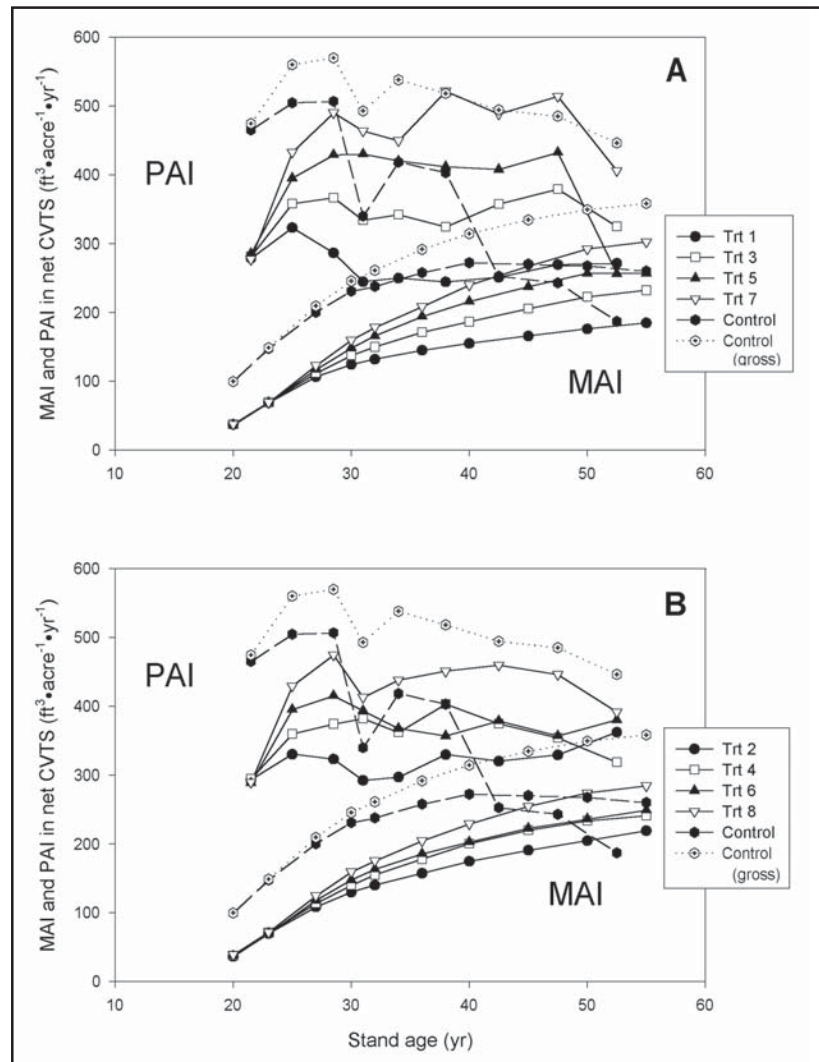 A
PAI
MAI
MAI and PAI in net CVTS (ft³•acre⁻¹•yr⁻¹)
600
500
400
300
200
100
0
10
20
30
40
50
60
Trt 1
Trt 3
Trt 5
Trt 7
Control
Control
(gross)
B
PAI
MAI
MAI and PAI in net CVTS (ft³•acre⁻¹•yr⁻¹)
600
500
400
300
200
100
0
10
20
30
40
50
60
Trt 2
Trt 4
Trt 6
Trt 8
Control
Control
(gross)
Stand age (yr)